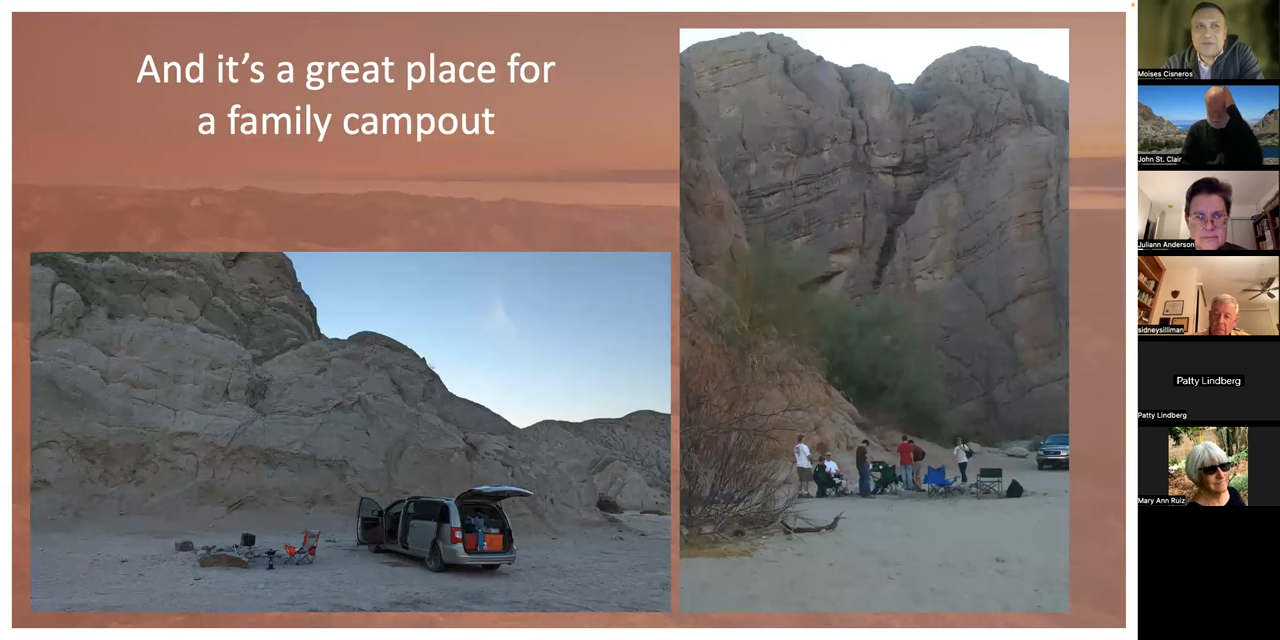 And it’s a great place for
a family campout
Moises Cisneros
John St. Clair
Juliann Anderson
sidneysilliman
Patty Lindberg
Patty Lindberg
Mary Ann Ruiz